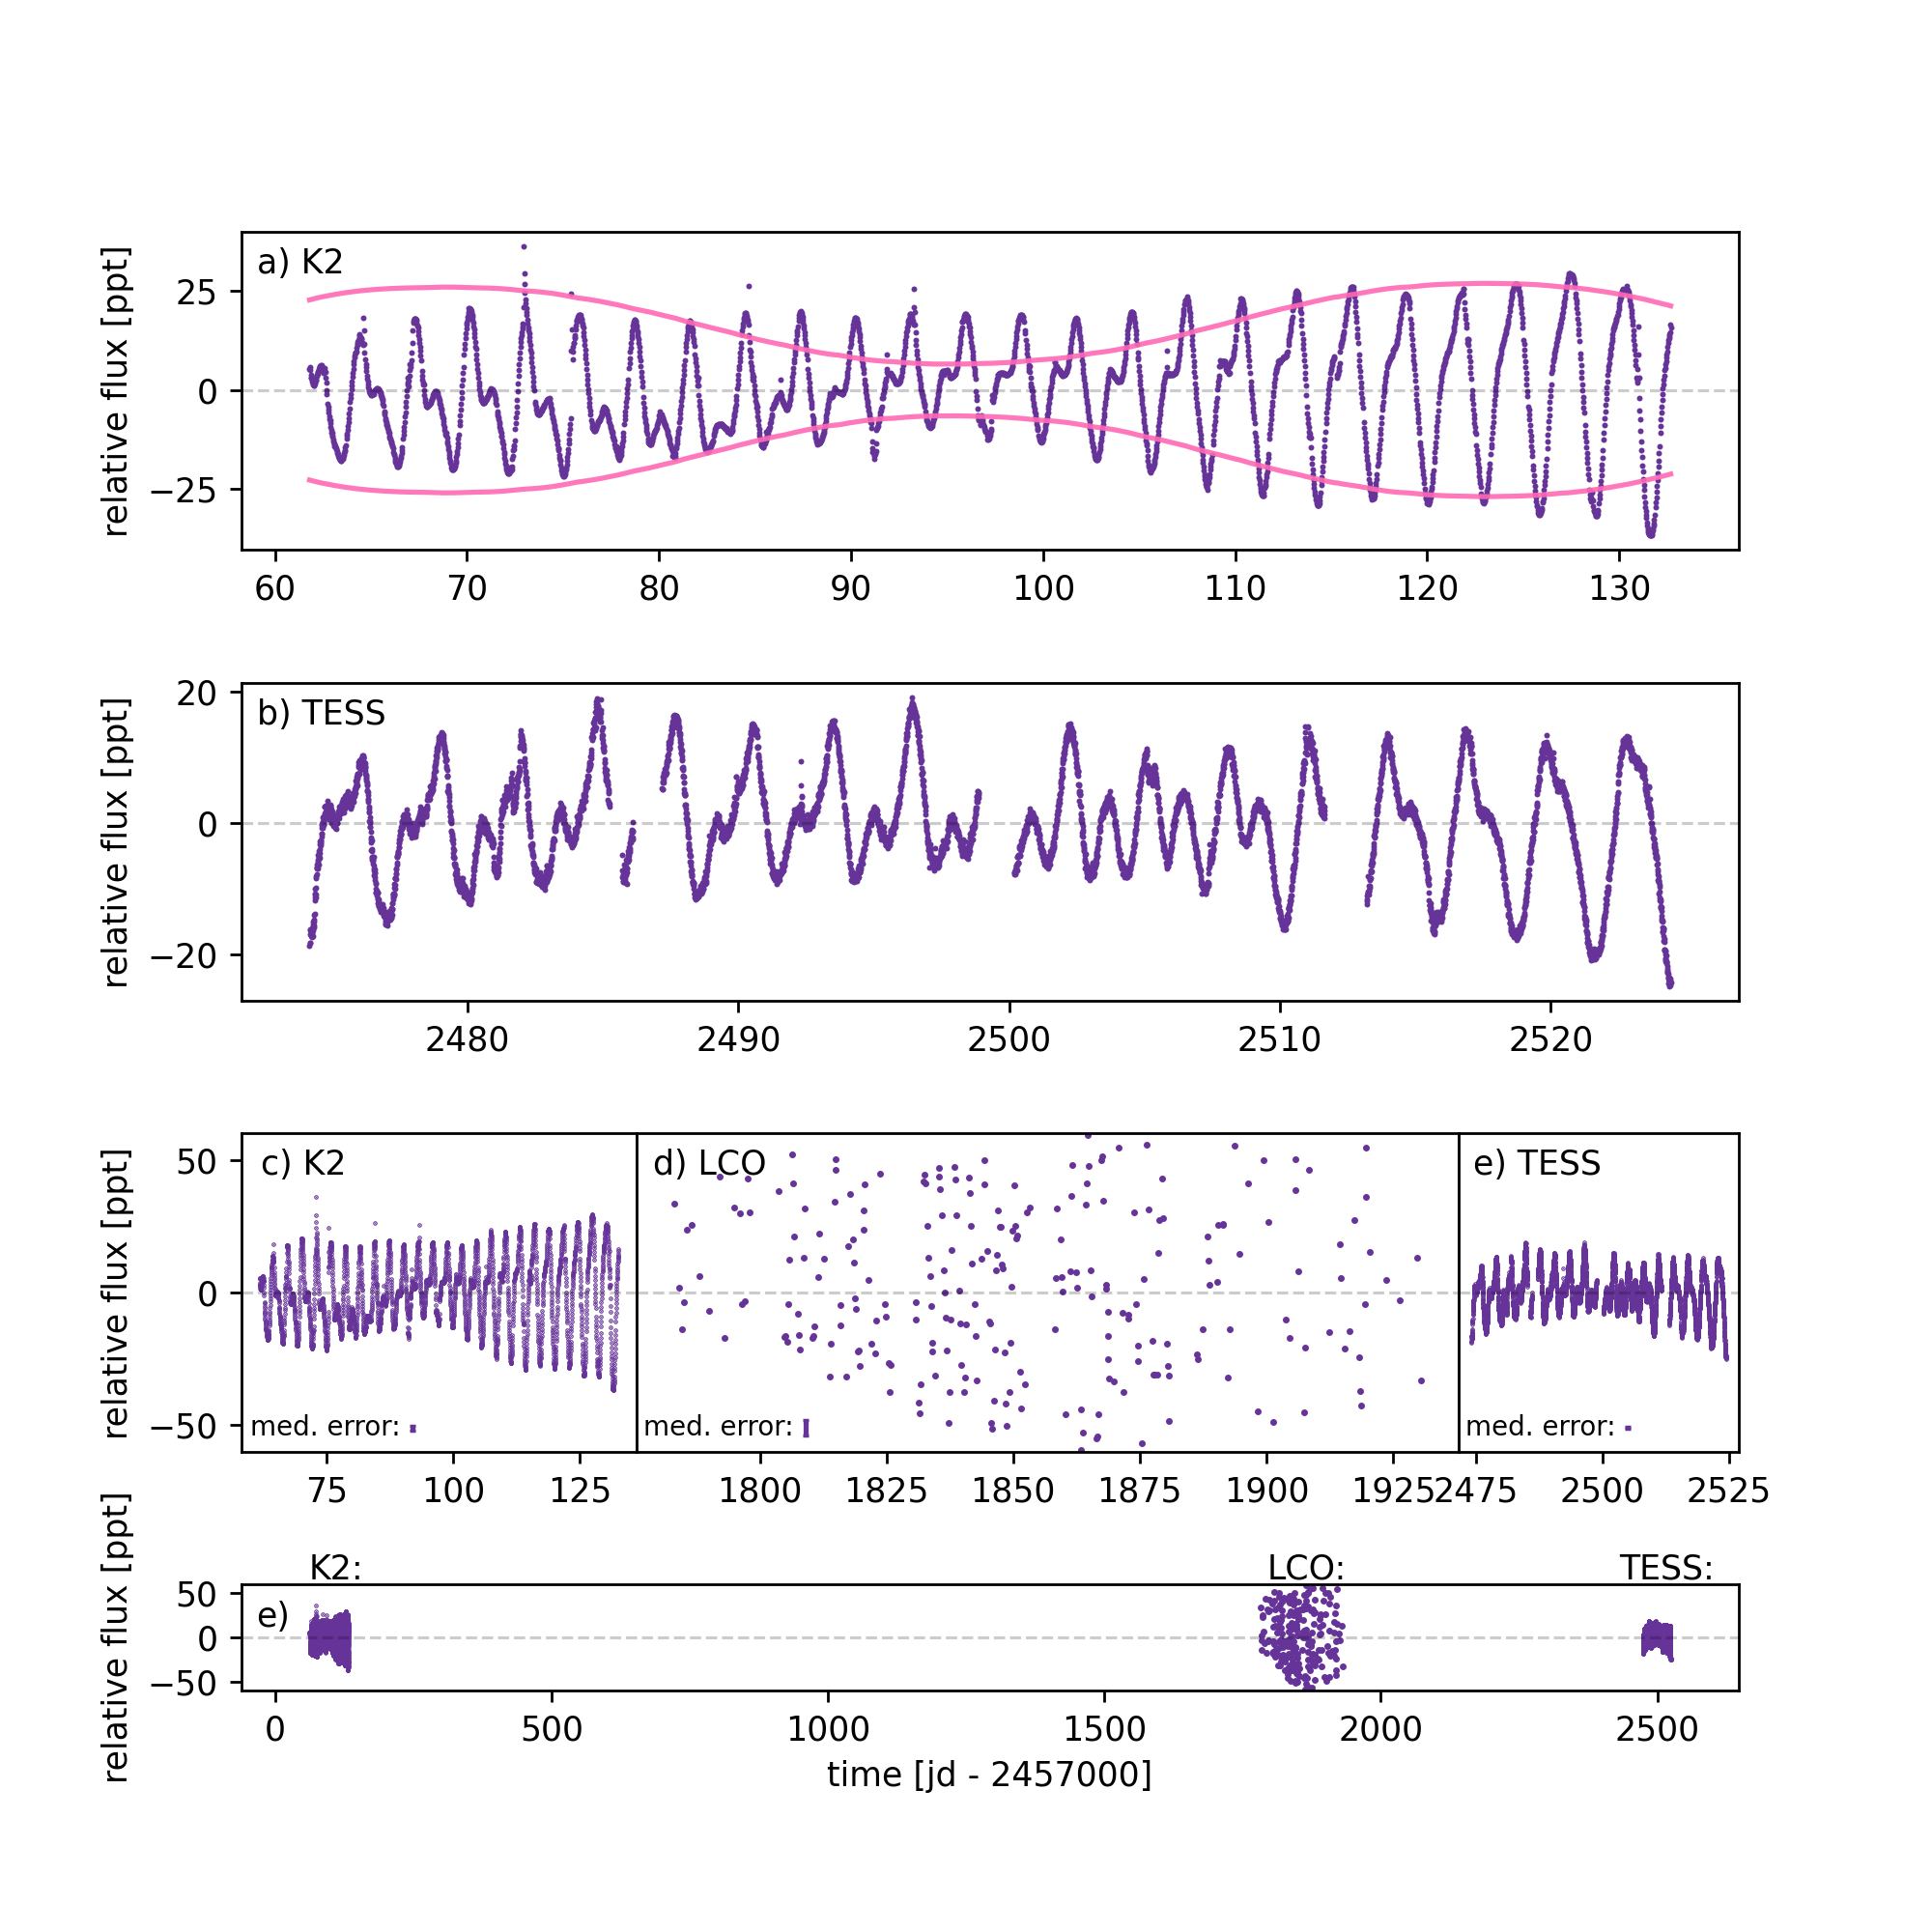 a) K2
relative flux [ppt]
25
0
−25
60 70 80 90 100 110 120 130
b) TESS
relative flux [ppt]
20
0
−20
2480 2490 2500 2510 2520
c) K2
d) LCO
e) TESS
relative flux [ppt]
50
0
−50
med. error:
med. error:
med. error:
75 100 125 1800 1825 1850 1875 1900 1925 2475 2500 2525
K2: LCO: TESS:
e)
relative flux [ppt]
50
0
−50
0 500 1000 1500 2000 2500
time [jd - 2457000]